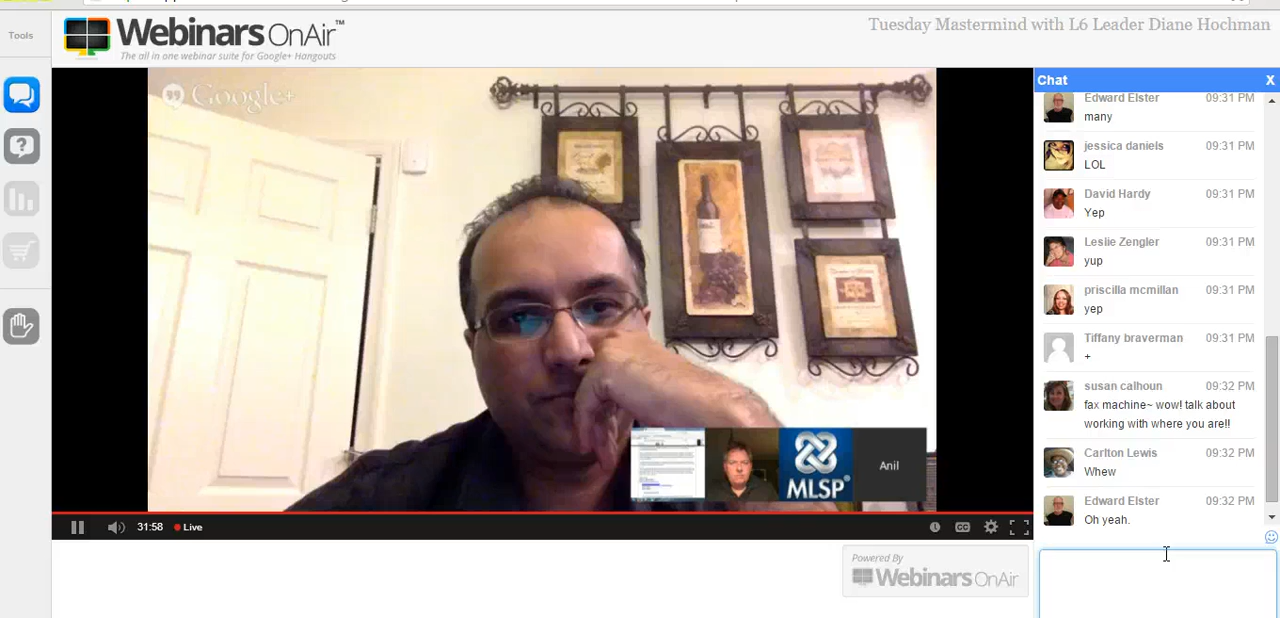 Tools
Webinars OnAir™
The all in one webinar suite for Google+ Hangouts
Tuesday Mastermind with L6 Leader Diane Hochman
Google+
Anil
MLSP®
31:58
Live
CC
Powered By
Webinars OnAir
Chat X
Edward Elster 09:31 PM
many
jessica daniels 09:31 PM
LOL
David Hardy 09:31 PM
Yep
Leslie Zengler 09:31 PM
yup
priscilla mcmillan 09:31 PM
yep
Tiffany braverman 09:31 PM
+
susan calhoun 09:32 PM
fax machine~ wow! talk about
working with where you are!!
Carlton Lewis 09:32 PM
Whew
Edward Elster 09:32 PM
Oh yeah.